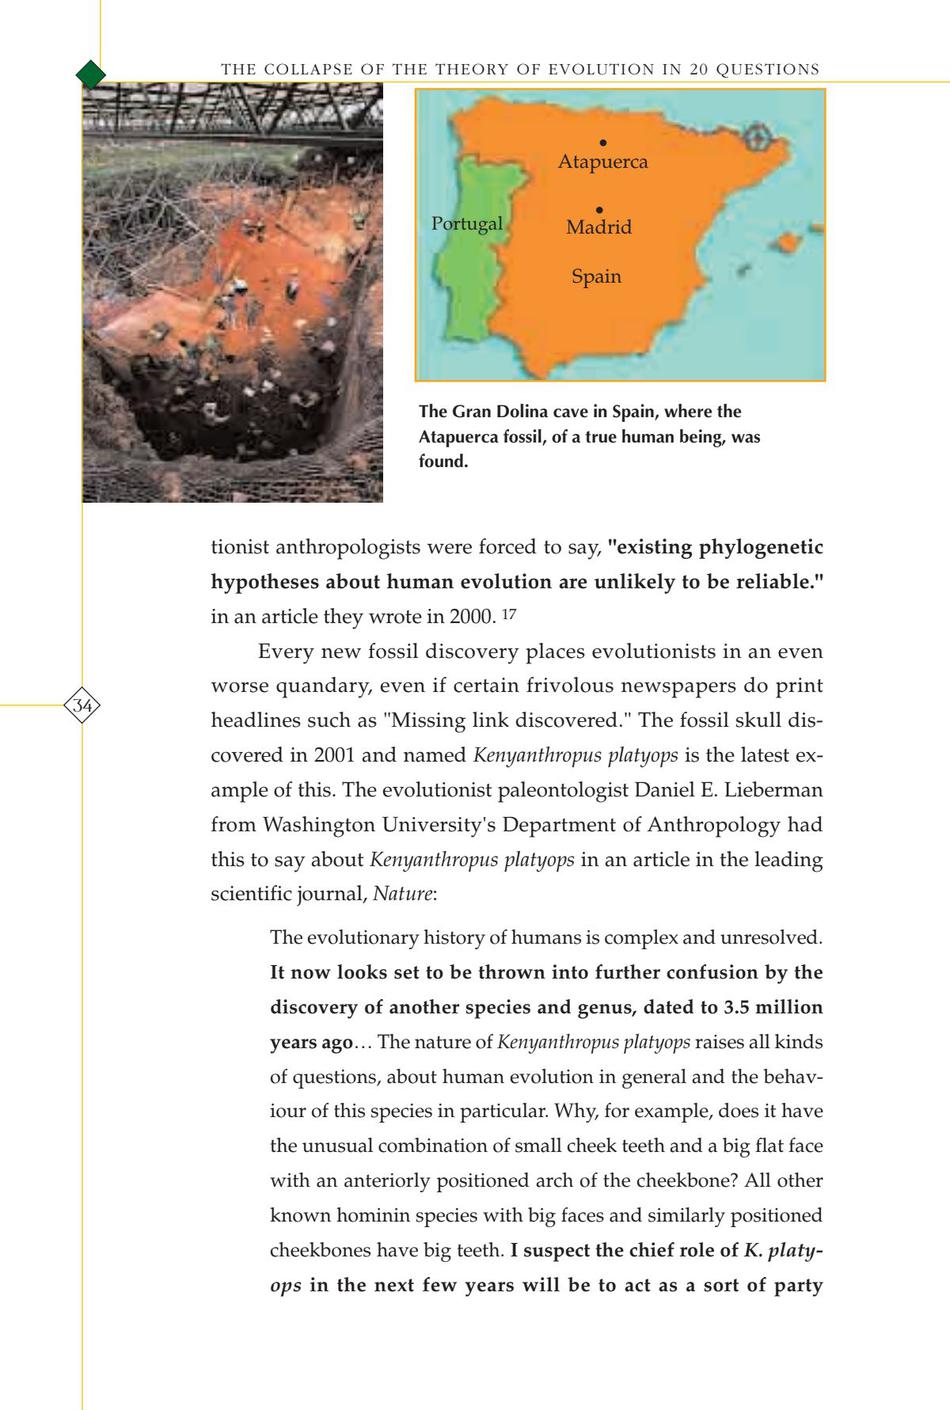 THE COLLAPSE OF THE THEORY OF EVOLUTION IN 20 QUESTIONS
Atapuerca
Portugal
Madrid
Spain
The Gran Dolina cave in Spain, where the
Atapuerca fossil, of a true human being, was
found.
tionist anthropologists were forced to say, "existing phylogenetic
hypotheses about human evolution are unlikely to be reliable."
in an article they wrote in 2000. 17
Every new fossil discovery places evolutionists in an even
worse quandary, even if certain frivolous newspapers do print
headlines such as "Missing link discovered." The fossil skull dis-
covered in 2001 and named Kenyanthropus platyops is the latest ex-
ample of this. The evolutionist paleontologist Daniel E. Lieberman
from Washington University's Department of Anthropology had
this to say about Kenyanthropus platyops in an article in the leading
scientific journal, Nature:
The evolutionary history of humans is complex and unresolved.
It now looks set to be thrown into further confusion by the
discovery of another species and genus, dated to 3.5 million
years ago… The nature of Kenyanthropus platyops raises all kinds
of questions, about human evolution in general and the behav-
iour of this species in particular. Why, for example, does it have
the unusual combination of small cheek teeth and a big flat face
with an anteriorly positioned arch of the cheekbone? All other
known hominin species with big faces and similarly positioned
cheekbones have big teeth. I suspect the chief role of K. platy-
ops in the next few years will be to act as a sort of party
34